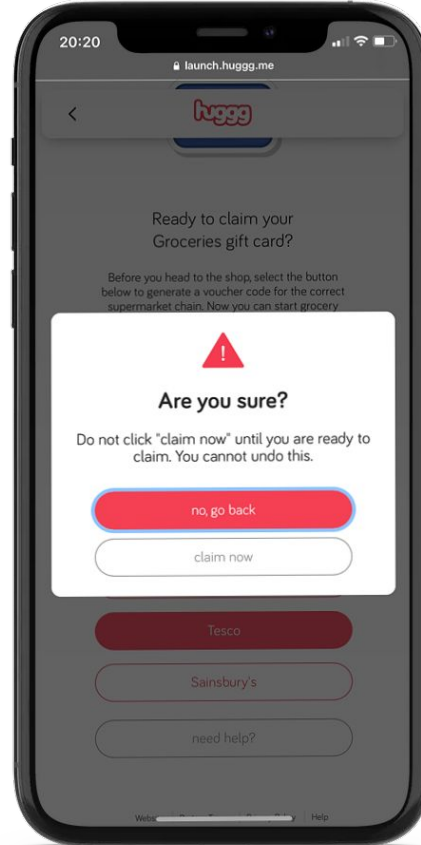 20:20
launch.huggg.me
huggg
Ready to claim your
Groceries gift card?
Before you head to the shop, select the button
below to generate a voucher code for the correct
supermarket chain. Now you can start grocery
!
Are you sure?
Do not click "claim now" until you are ready to
claim. You cannot undo this.
no, go back
claim now
Tesco
Sainsbury's
need help?
Help